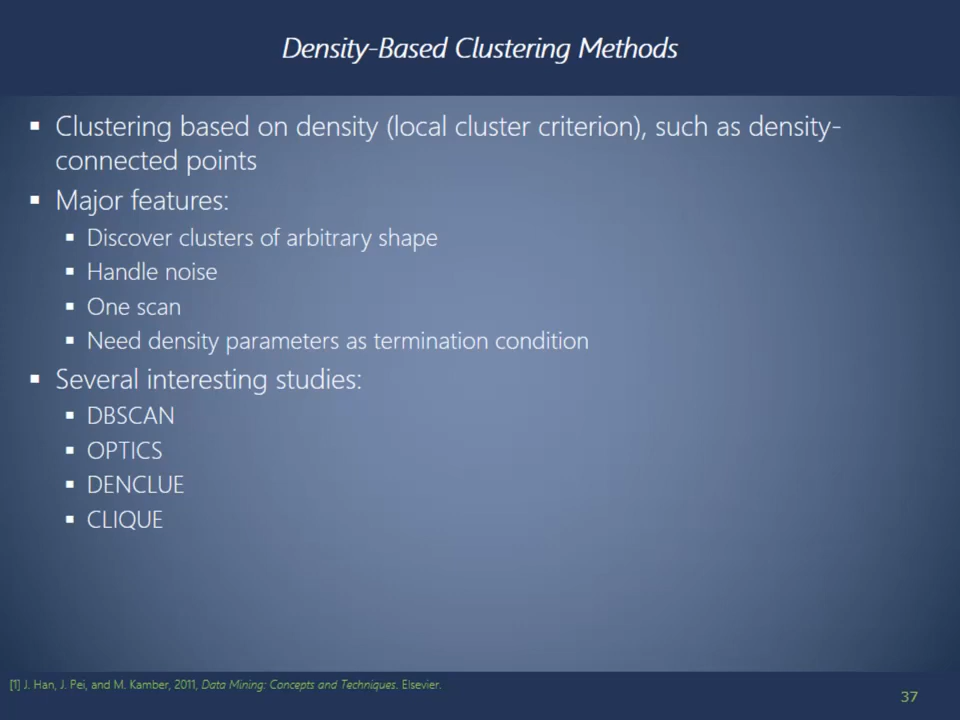 Density-Based Clustering Methods
▪ Clustering based on density (local cluster criterion), such as density-
connected points
▪ Major features:
▪ Discover clusters of arbitrary shape
▪ Handle noise
▪ One scan
▪ Need density parameters as termination condition
▪ Several interesting studies:
▪ DBSCAN
▪ OPTICS
▪ DENCLUE
▪ CLIQUE
[1] J. Han, J. Pei, and M. Kamber, 2011, Data Mining: Concepts and Techniques. Elsevier.
37